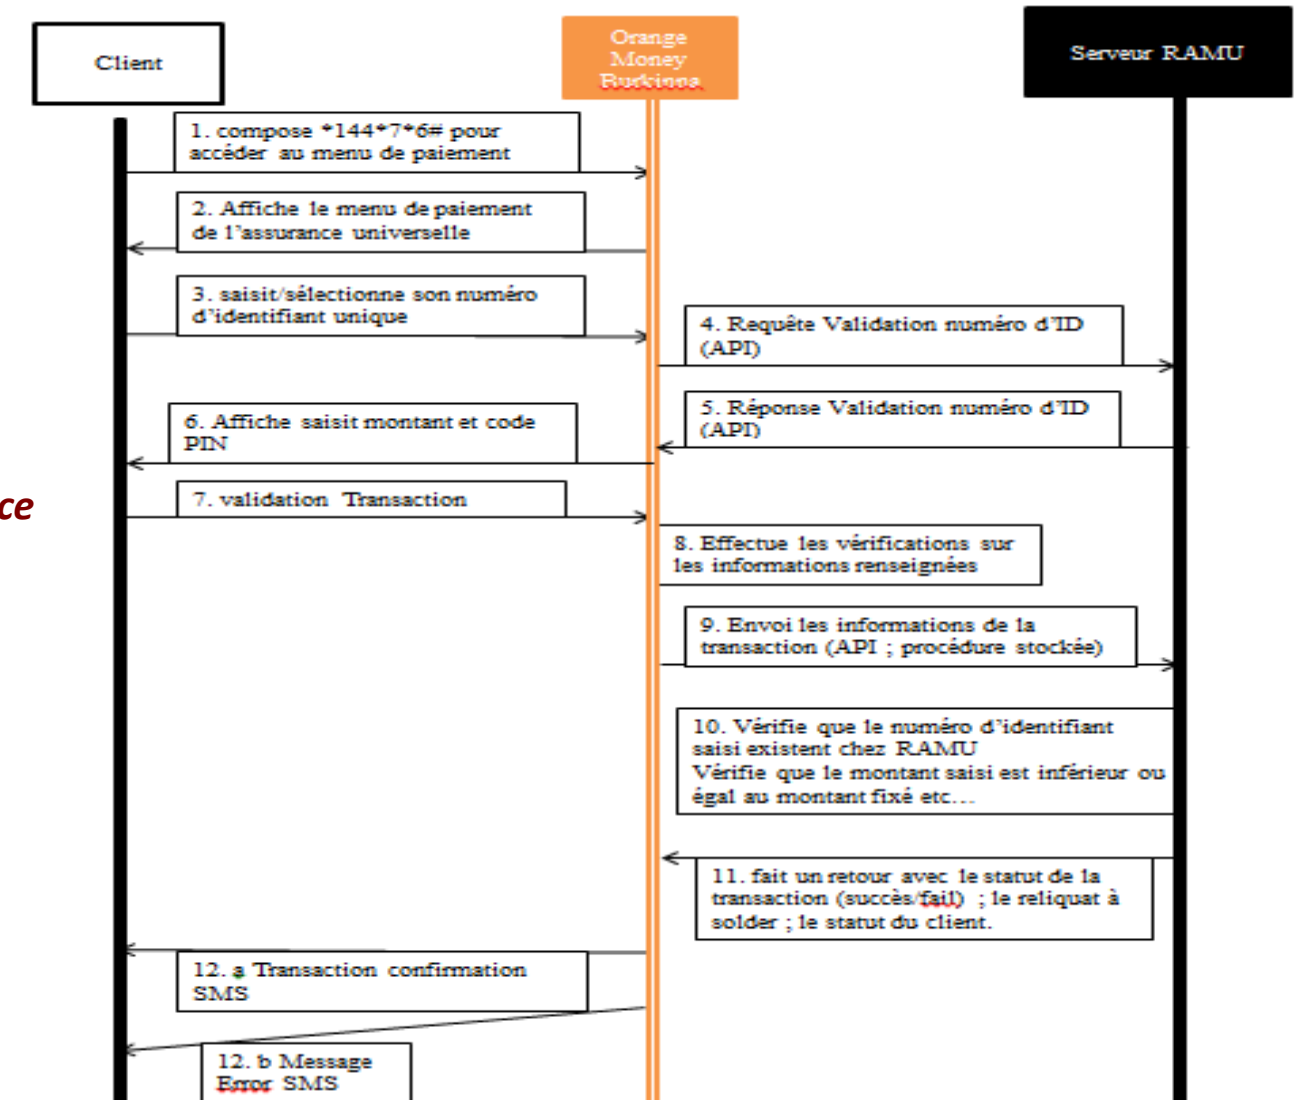 Client
Orange
Money
Burkinna
Serveur RAMU
1. compose *144*7*6# pour
accéder au menu de paiement
2. Affiche le menu de paiement
de l'assurance universelle
3. saisit/sélectionne son numéro
d'identifiant unique
4. Requête Validation numéro d'ID
(API)
5. Réponse Validation numéro d'ID
(API)
6. Affiche saisit montant et code
PIN
ce
7. validation Transaction
8. Effectue les vérifications sur
les informations renseignées
9. Envoi les informations de la
transaction (API ; procédure stockée)
10. Vérifie que le numéro d'identifiant
saisi existent chez RAMU
Vérifie que le montant saisi est inférieur ou
égal au montant fixé etc...
11. fait un retour avec le statut de la
transaction (succès/fail) ; le reliquat à
solder ; le statut du client.
12. a Transaction confirmation
SMS
12. b Message
Error SMS